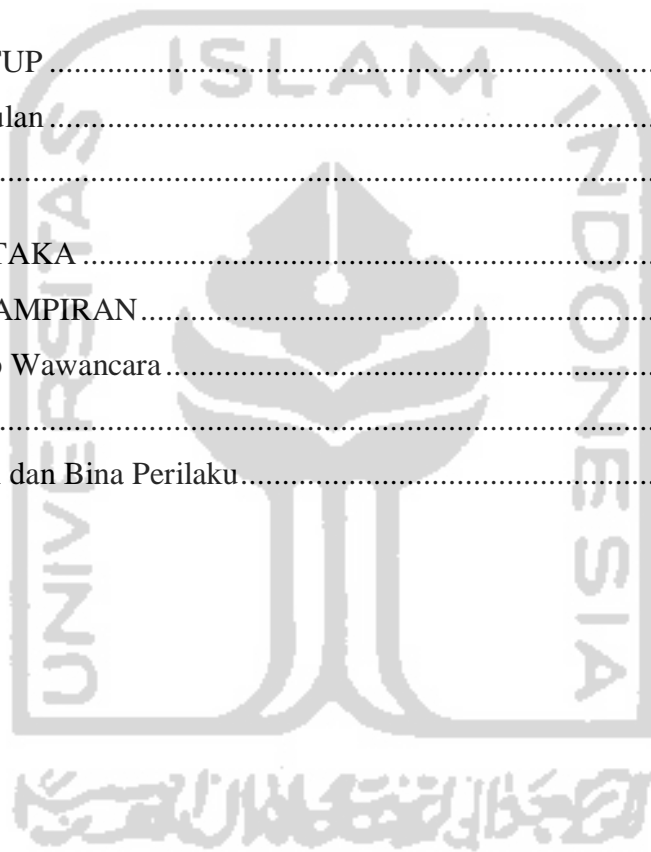 ISLAM
UNIVERSITAS
INDONESIA
TUP ........................................................................
ulan ........................................................................
........................................................................
TAKA ........................................................................
AMPIRAN ........................................................................
Wawancara ........................................................................
........................................................................
dan Bina Perilaku ........................................................................